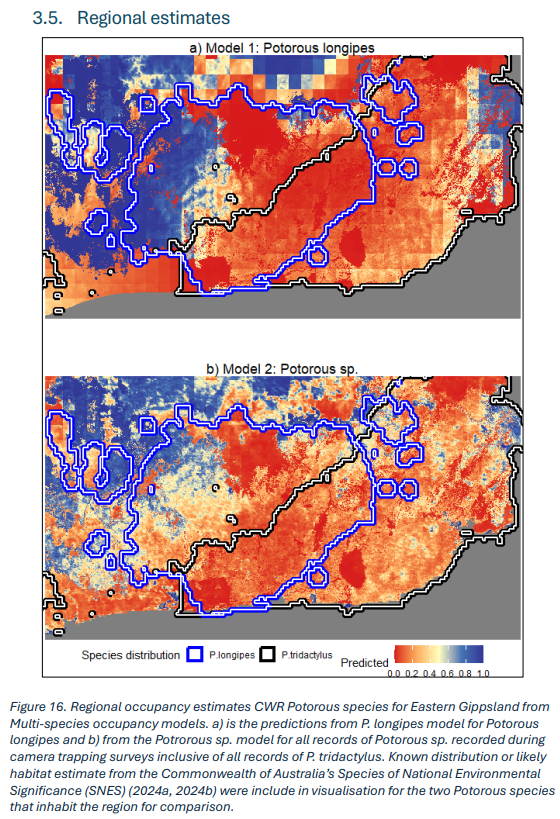 3.5. Regional estimates
a) Model 1: Potorous longipes
b) Model 2: Potorous sp.
Species distribution P.longipes P.tridactylus Predicted
0.0 0.2 0.4 0.6 0.8 1.0
Figure 16. Regional occupancy estimates CWR Potorous species for Eastern Gippsland from
Multi-species occupancy models. a) is the predictions from P. longipes model for Potorous
longipes and b) from the Potrorous sp. model for all records of Potorous sp. recorded during
camera trapping surveys inclusive of all records of P. tridactylus. Known distribution or likely
habitat estimate from the Commonwealth of Australia's Species of National Environmental
Significance (SNES) (2024a, 2024b) were include in visualisation for the two Potorous species
that inhabit the region for comparison.